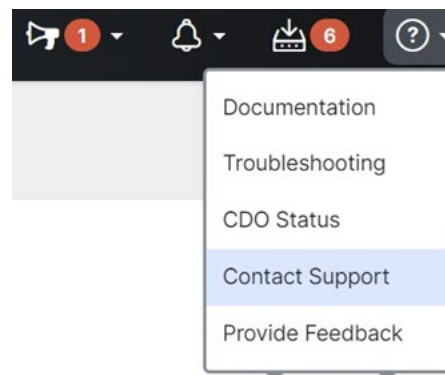 1 6 ?
Documentation
Troubleshooting
CDO Status
Contact Support
Provide Feedback